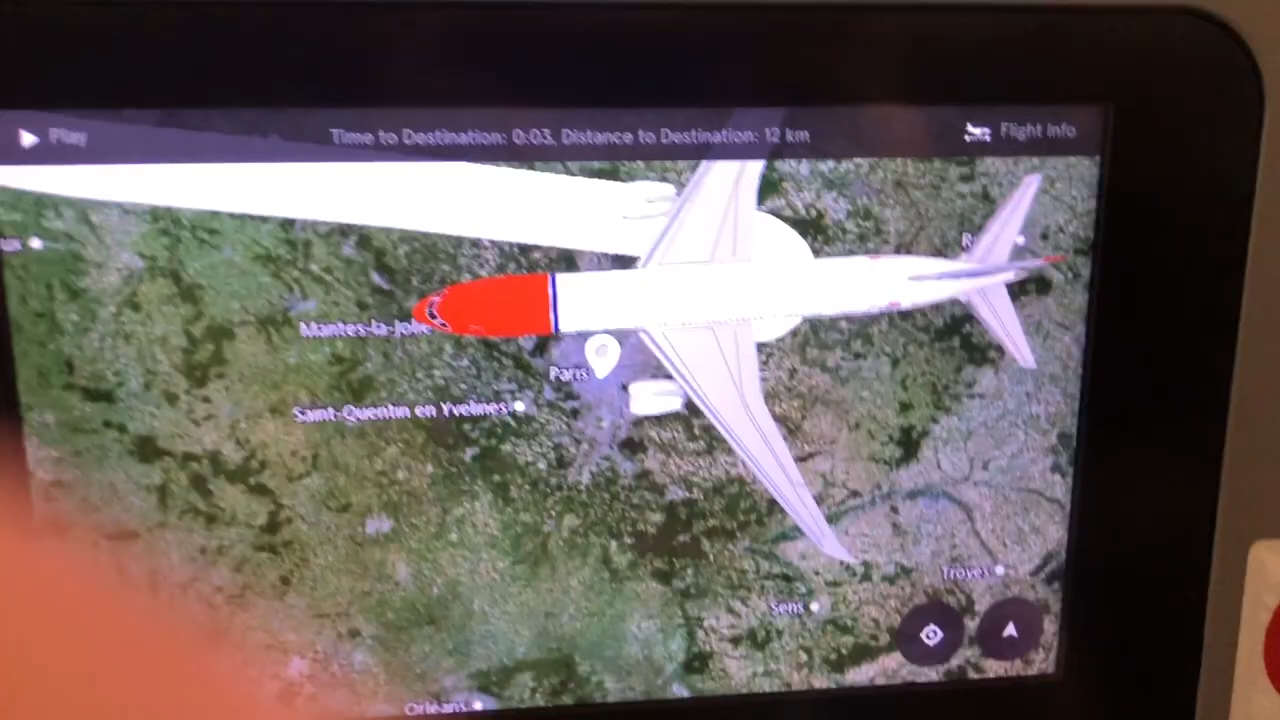 Play
Time to Destination: 0:03, Distance to Destination: 12 km
Flight Info
Mantes-la-Jolie
Paris
Saint-Quentin en Yvelines
Troyes
Sens
Orléans